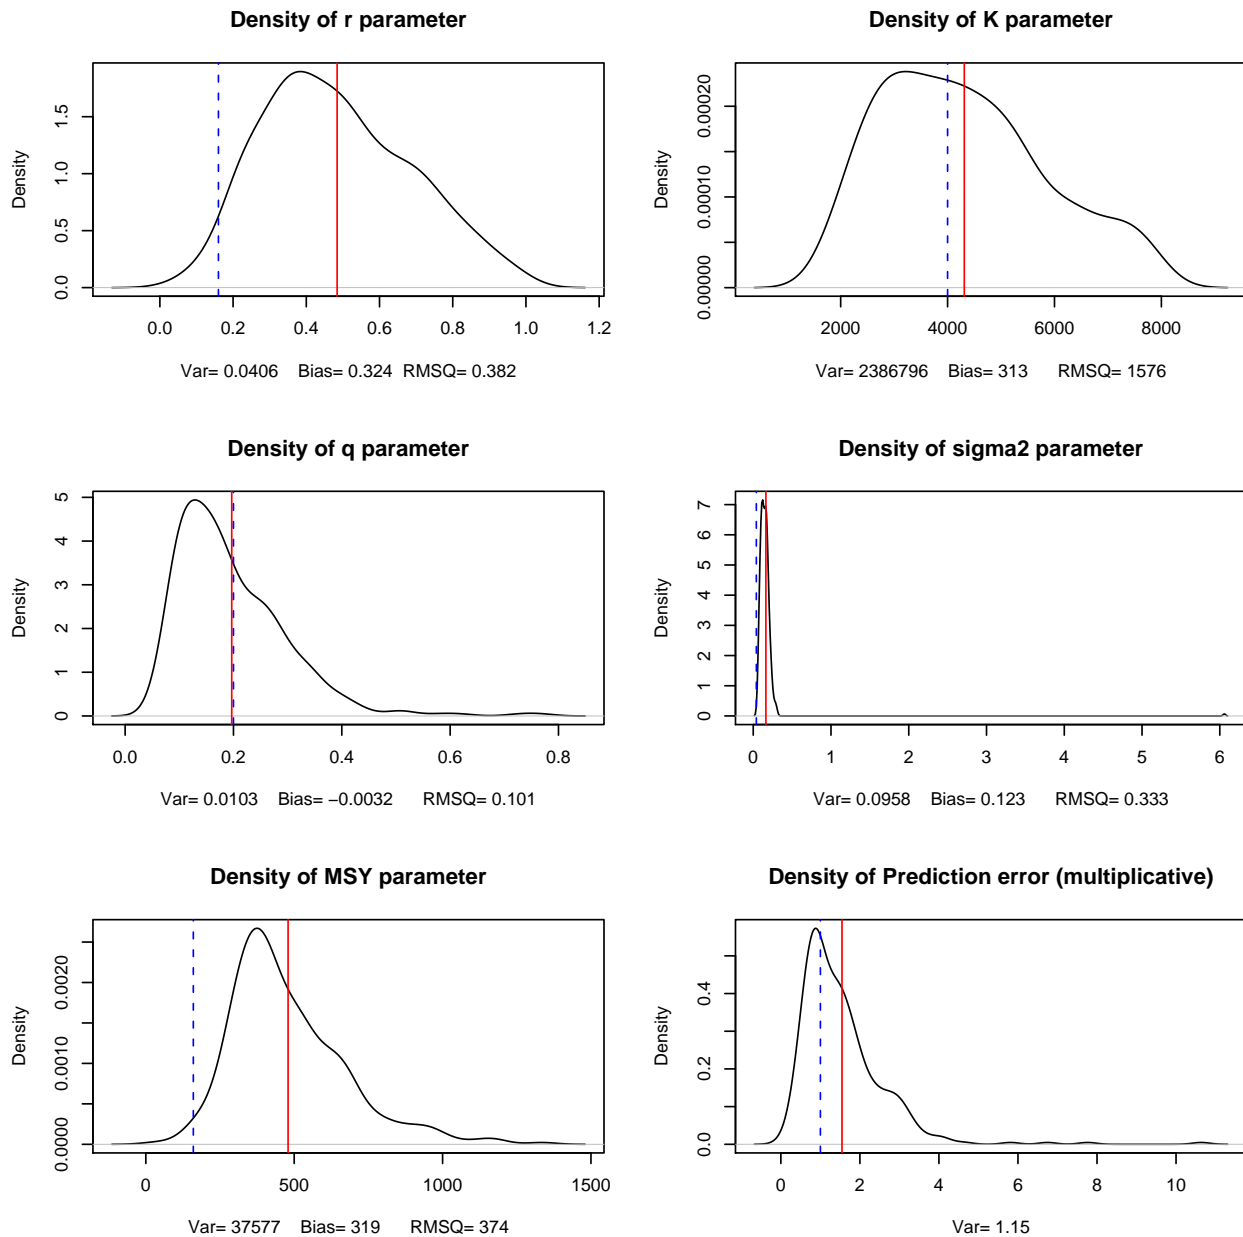 Density of r parameter
Density
0.0 0.5 1.0 1.5
0.0 0.2 0.4 0.6 0.8 1.0 1.2
Var= 0.0406 Bias= 0.324 RMSQ= 0.382
Density of K parameter
Density
0.00000 0.00010 0.00020
2000 4000 6000 8000
Var= 2386796 Bias= 313 RMSQ= 1576
Density of q parameter
Density
0 1 2 3 4 5
0.0 0.2 0.4 0.6 0.8
Var= 0.0103 Bias= −0.0032 RMSQ= 0.101
Density of sigma2 parameter
Density
0 1 2 3 4 5 6 7
0 1 2 3 4 5 6
Var= 0.0958 Bias= 0.123 RMSQ= 0.333
Density of MSY parameter
Density
0.0000 0.0010 0.0020
0 500 1000 1500
Var= 37577 Bias= 319 RMSQ= 374
Density of Prediction error (multiplicative)
Density
0.0 0.2 0.4
0 2 4 6 8 10
Var= 1.15